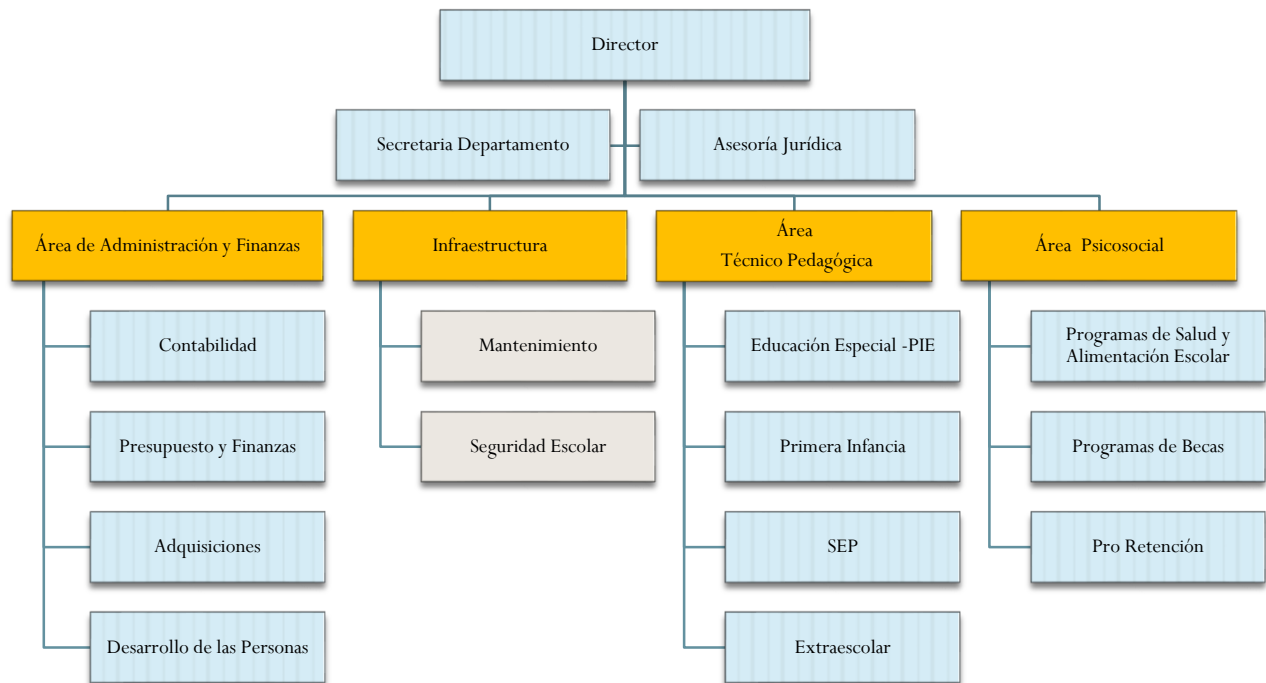 Director
Secretaria Departamento
Asesoría Jurídica
Área de Administración y Finanzas
Infraestructura
Área
Técnico Pedagógica
Área Psicosocial
Contabilidad
Mantenimiento
Educación Especial -PIE
Programas de Salud y
Alimentación Escolar
Presupuesto y Finanzas
Seguridad Escolar
Primera Infancia
Programas de Becas
Adquisiciones
SEP
Pro Retención
Desarrollo de las Personas
Extraescolar